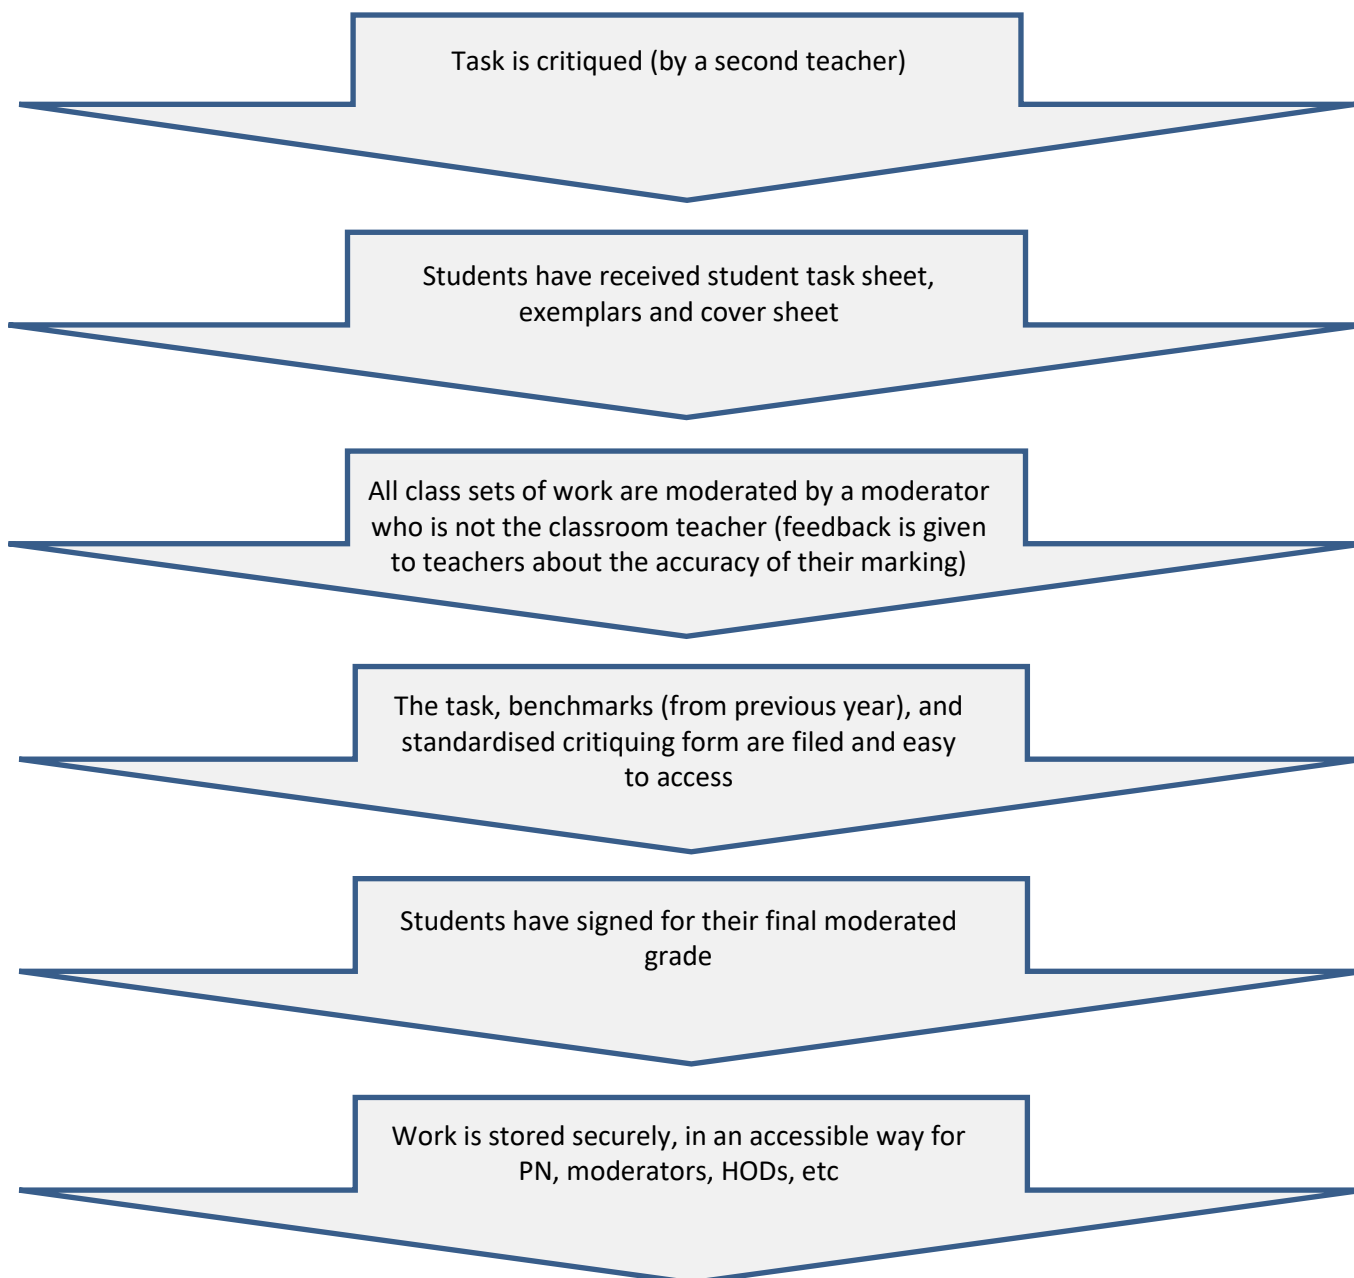 Task is critiqued (by a second teacher)
Students have received student task sheet,
exemplars and cover sheet
All class sets of work are moderated by a moderator
who is not the classroom teacher (feedback is given
to teachers about the accuracy of their marking)
The task, benchmarks (from previous year), and
standardised critiquing form are filed and easy
to access
Students have signed for their final moderated
grade
Work is stored securely, in an accessible way for
PN, moderators, HODs, etc